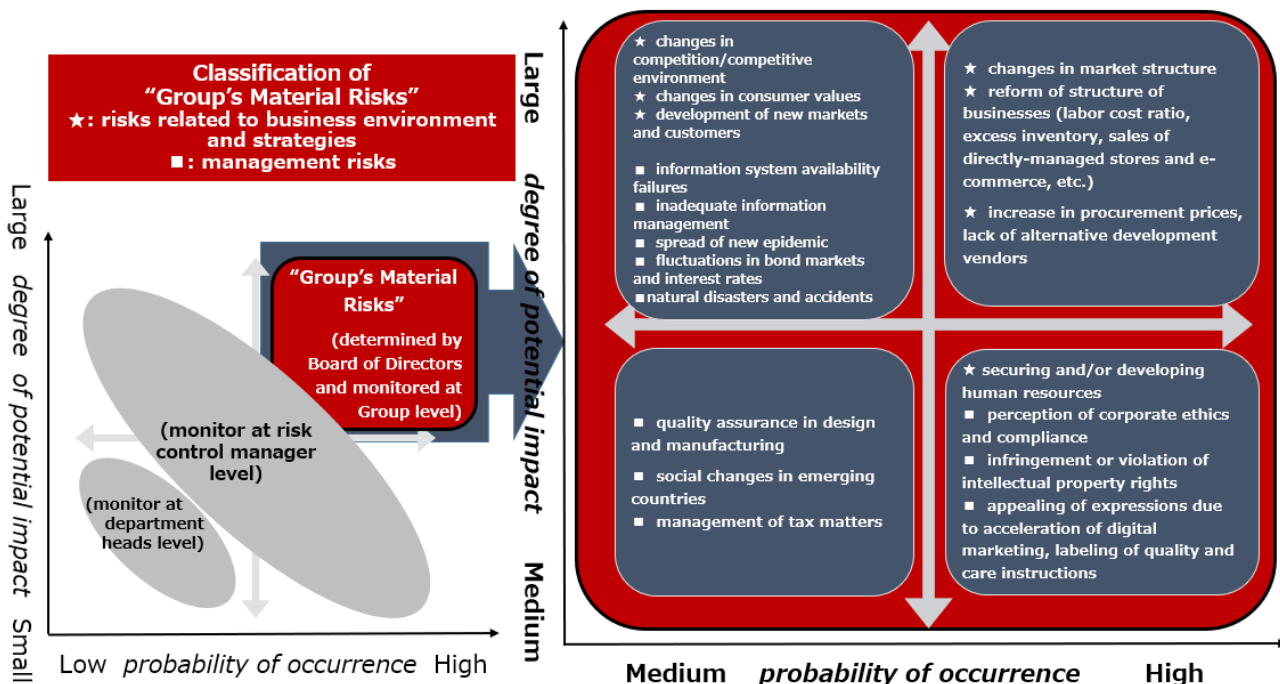 Classification of
“Group’s Material Risks”
★: risks related to business environment
and strategies
■: management risks
Large degree of potential impact Small
“Group’s Material
Risks”
(determined by
Board of Directors
and monitored at
Group level)
(monitor at risk
control manager
level)
(monitor at
department
heads level)
Low probability of occurrence High
Large degree of potential impact Medium
★ changes in
competition/competitive
environment
★ changes in consumer values
★ development of new markets
and customers
■ information system availability
failures
■ inadequate information
management
■ spread of new epidemic
■ fluctuations in bond markets
and interest rates
■natural disasters and accidents
★ changes in market structure
★ reform of structure of
businesses (labor cost ratio,
excess inventory, sales of
directly-managed stores and e-
commerce, etc.)
★ increase in procurement prices,
lack of alternative development
vendors
■ quality assurance in design
and manufacturing
■ social changes in emerging
countries
■ management of tax matters
★ securing and/or developing
human resources
■ perception of corporate ethics
and compliance
■ infringement or violation of
intellectual property rights
■ appealing of expressions due
to acceleration of digital
marketing, labeling of quality and
care instructions
Medium probability of occurrence High